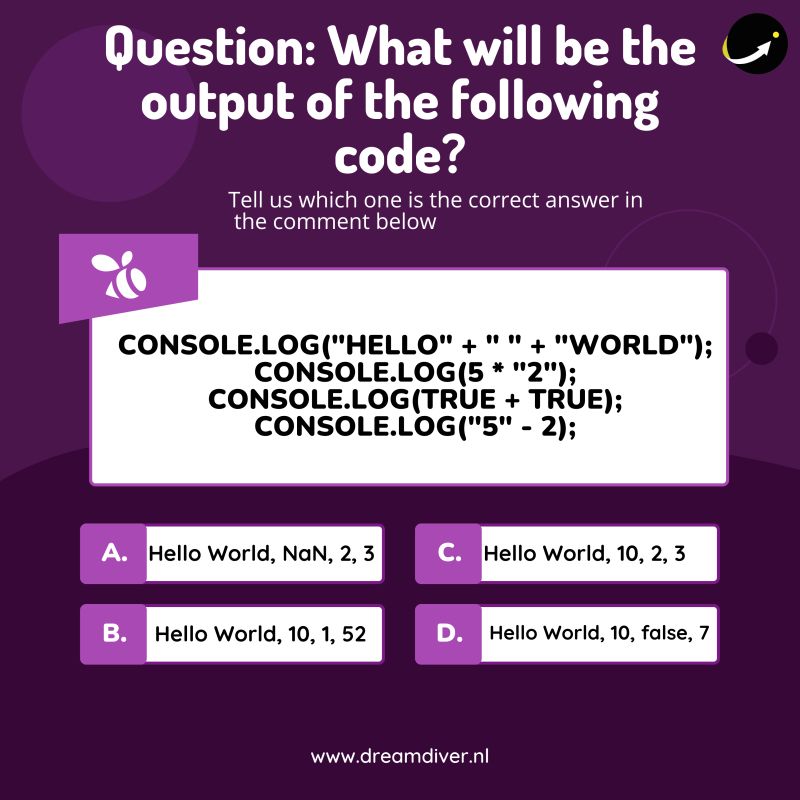 Question: What will be the
output of the following
code?
Tell us which one is the correct answer in
the comment below
CONSOLE.LOG("HELLO" + " " + "WORLD");
CONSOLE.LOG(5 * "2");
CONSOLE.LOG(TRUE + TRUE);
CONSOLE.LOG("5" - 2);
A. Hello World, NaN, 2, 3
B. Hello World, 10, 1, 52
C. Hello World, 10, 2, 3
D. Hello World, 10, false, 7
www.dreamdiver.nl